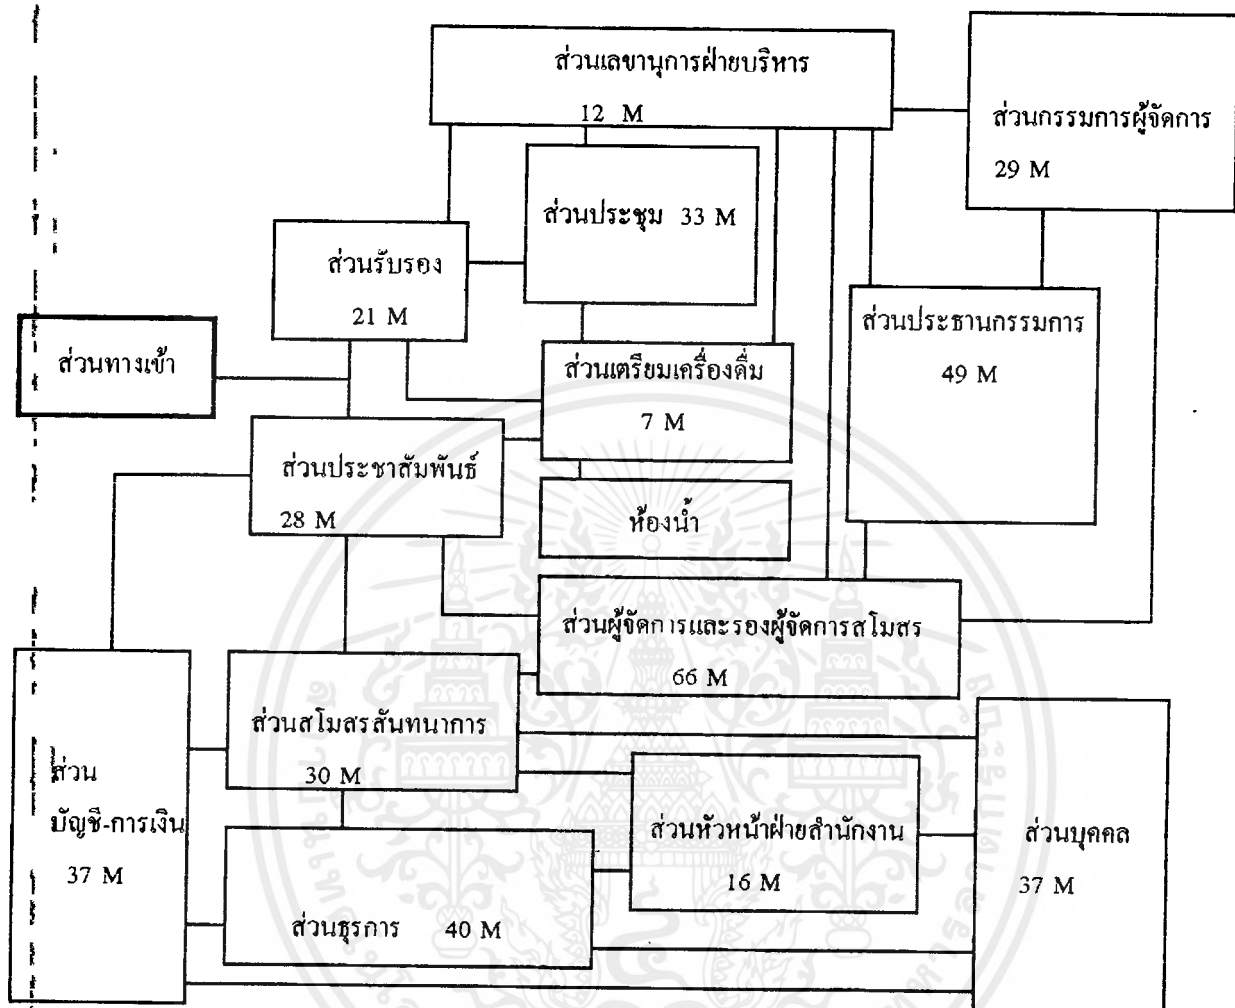 ส่วนเลขานุการฝ่ายบริหาร
12 M
ส่วนกรรมการผู้จัดการ
29 M
ส่วนประชุม 33 M
ส่วนรับรอง
21 M
ส่วนประธานกรรมการ
49 M
ส่วนทางเข้า
ส่วนเตรียมเครื่องดื่ม
7 M
ส่วนประชาสัมพันธ์
28 M
ห้องน้ำ
ส่วนผู้จัดการและรองผู้จัดการสโมสร
66 M
ส่วนสโมสรสันทนาการ
30 M
ส่วน
บัญชี-การเงิน
37 M
ส่วนหัวหน้าฝ่ายสำนักงาน
16 M
ส่วนบุคคล
37 M
ส่วนธุรการ 40 M